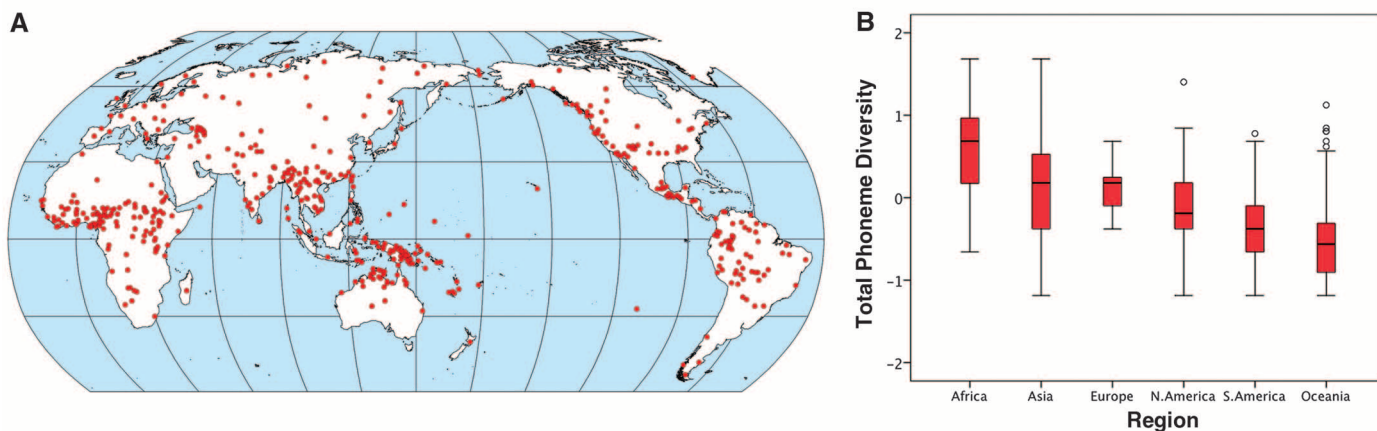 A
B
Total Phoneme Diversity
2
1
0
−1
−2
Africa Asia Europe N.America S.America Oceania
Region